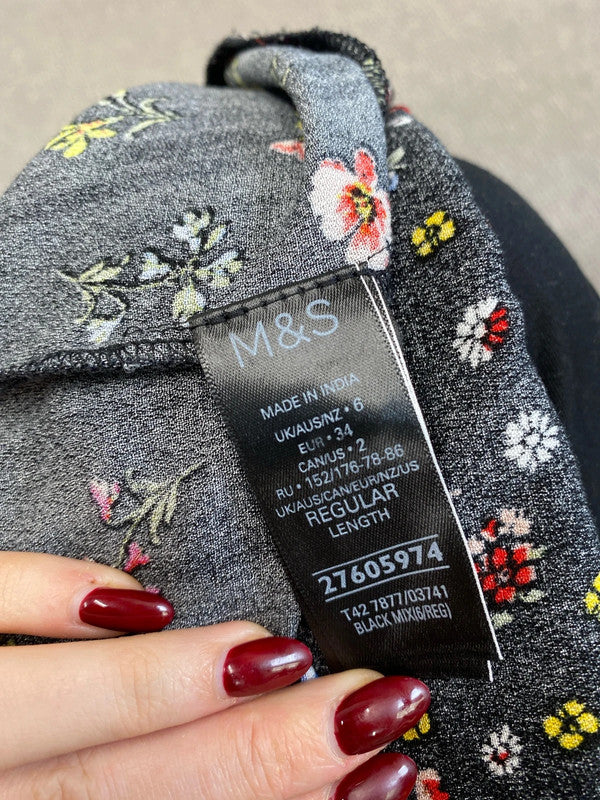 M&S
MADE IN INDIA
UK/AUS/NZ • 6
EUR • 34
CAN/US • 2
RU • 152/176-78-86
UK/AUS/CAN/EUR/NZ/US
REGULAR
LENGTH
27605974
T42 7877/03741
BLACK MIX(6/REG)